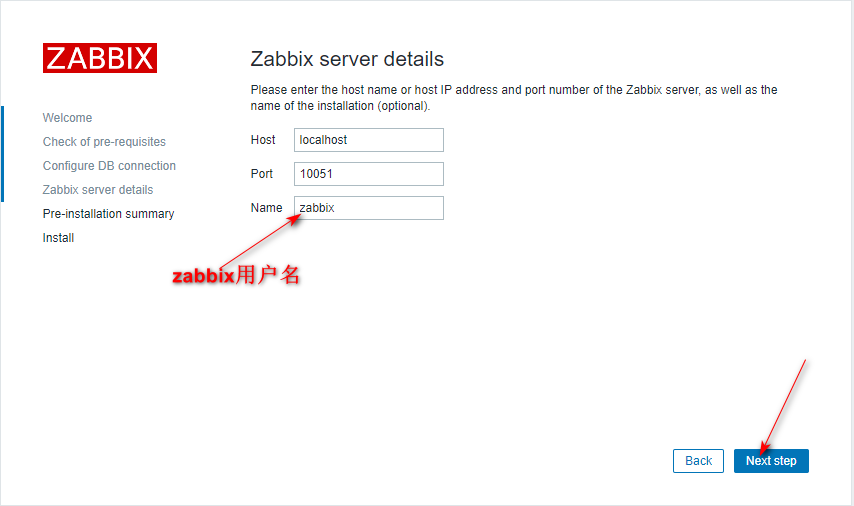 ZABBIX
Welcome
Check of pre-requisites
Configure DB connection
Zabbix server details
Pre-installation summary
Install
Zabbix server details
Please enter the host name or host IP address and port number of the Zabbix server, as well as the
name of the installation (optional).
Host localhost
Port 10051
Name zabbix
zabbix用户名
Back Next step